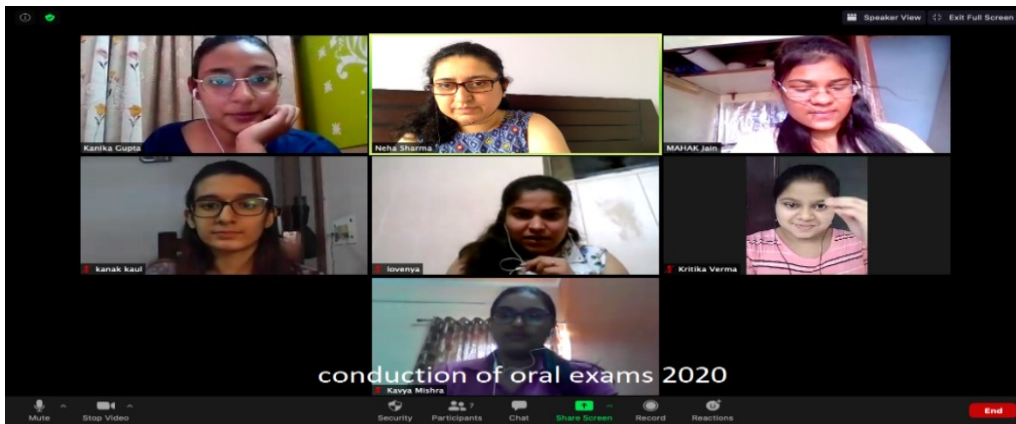 Speaker View
Exit Full Screen
Kanika Gupta
Neha Sharma
MAHAK Jain
kanak kaul
lovenya
Kritika Verma
conduction of oral exams 2020
Kavya Mishra
Mute
Stop Video
Security
Participants
7
Chat
Share Screen
Record
Reactions
End